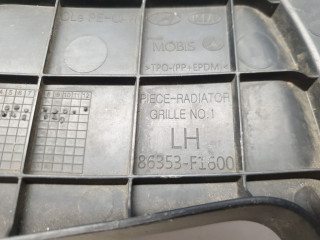 MOBIS
>TPO-(PP+EPDM)<
PIECE-RADIATOR
GRILLE NO.1
LH
86353-F1600